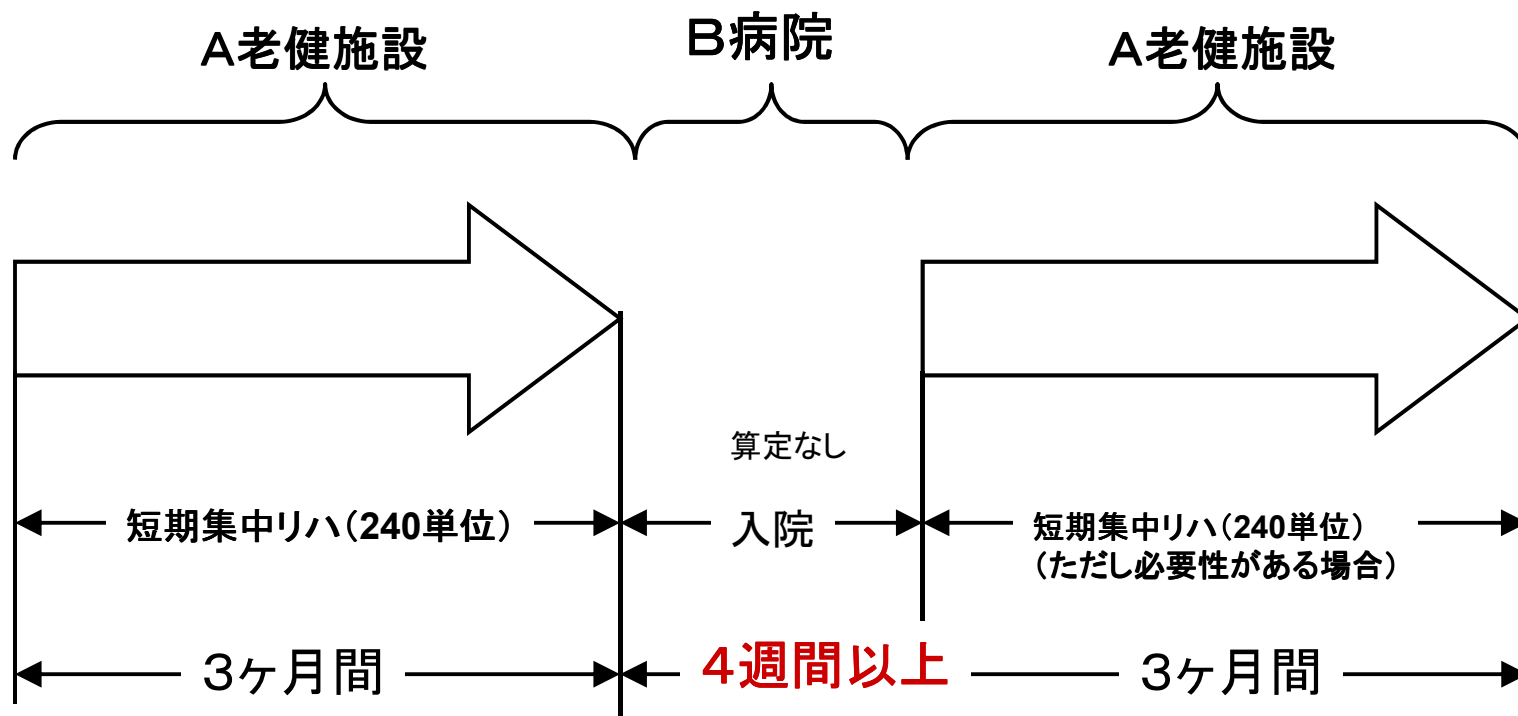 A老健施設
B病院
A老健施設
算定なし
短期集中リハ（240単位）
入院
短期集中リハ（240単位）
（ただし必要性がある場合）
3ヶ月間
4週間以上
3ヶ月間